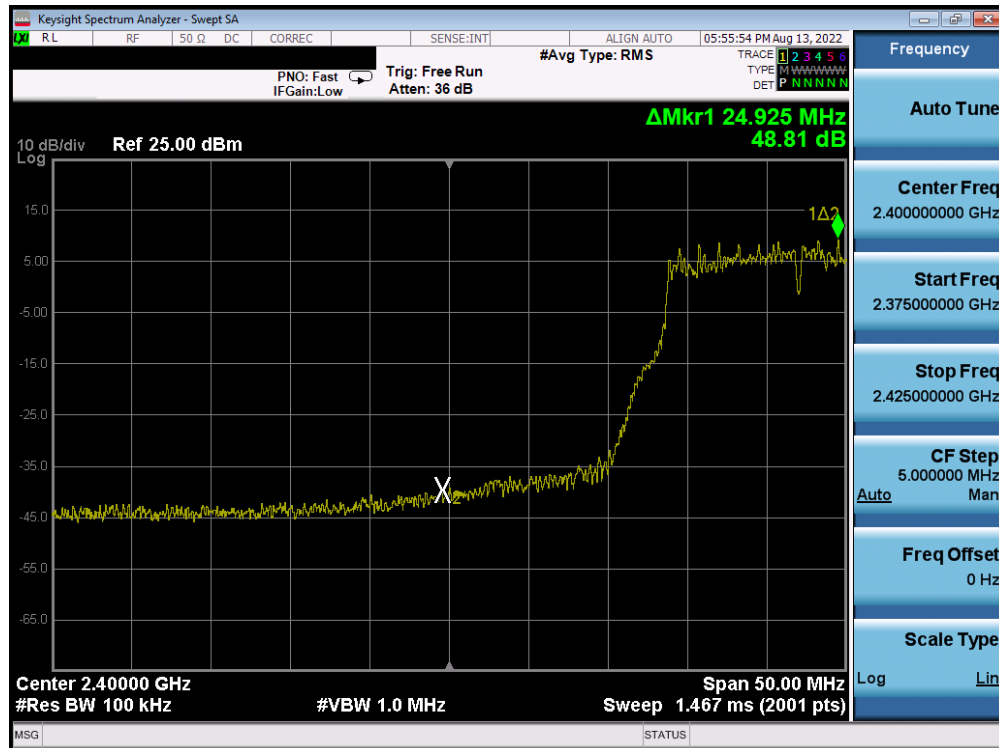 Keysight Spectrum Analyzer - Swept SA
LXI RL RF 50 Ω DC CORREC SENSE:INT ALIGN AUTO 05:55:54 PM Aug 13, 2022
PNO: Fast
IFGain:Low
Trig: Free Run
Atten: 36 dB
#Avg Type: RMS
TRACE 1 2 3 4 5 6
TYPE M W W W W W
DET P N N N N N
ΔMkr1 24.925 MHz
48.81 dB
10 dB/div Ref 25.00 dBm
Log
15.0
5.00
-5.00
-15.0
-25.0
-35.0
-45.0
-55.0
-65.0
1Δ2
X2
Center 2.40000 GHz Span 50.00 MHz
#Res BW 100 kHz #VBW 1.0 MHz Sweep 1.467 ms (2001 pts)
MSG STATUS
Frequency
Auto Tune
Center Freq
2.400000000 GHz
Start Freq
2.375000000 GHz
Stop Freq
2.425000000 GHz
CF Step
5.000000 MHz
Auto Man
Freq Offset
0 Hz
Scale Type
Log Lin